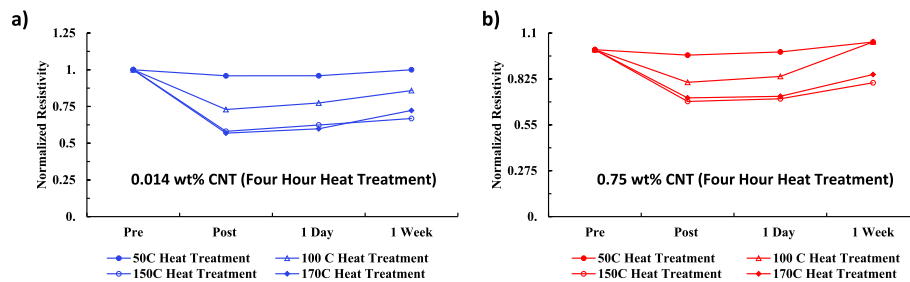 a)
1.25
1
0.75
0.5
0.25
0.
Normalized Resistivity
0.014 wt% CNT (Four Hour Heat Treatment)
Pre Post 1 Day 1 Week
50C Heat Treatment 100 C Heat Treatment
150C Heat Treatment 170C Heat Treatment
b)
1.1
0.825
0.55
0.275
0.
Normalized Resistivity
0.75 wt% CNT (Four Hour Heat Treatment)
Pre Post 1 Day 1 Week
50C Heat Treatment 100 C Heat Treatment
150C Heat Treatment 170C Heat Treatment